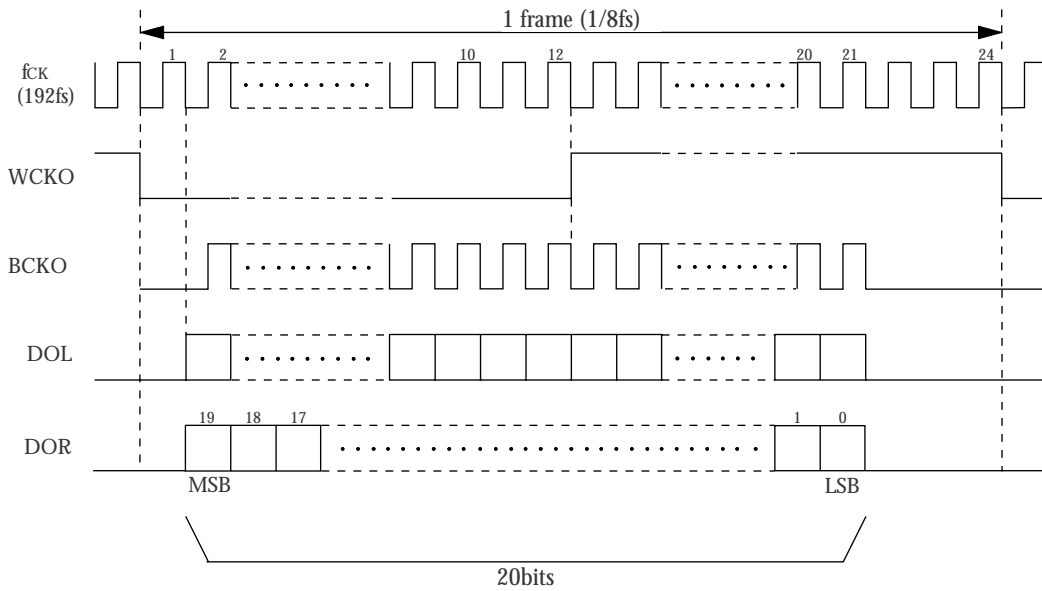 1 frame (1/8fs)
1 2 10 12 20 21 24
fCK
(192fs)
WCKO
BCKO
DOL
DOR
19 18 17 1 0
MSB LSB
20bits